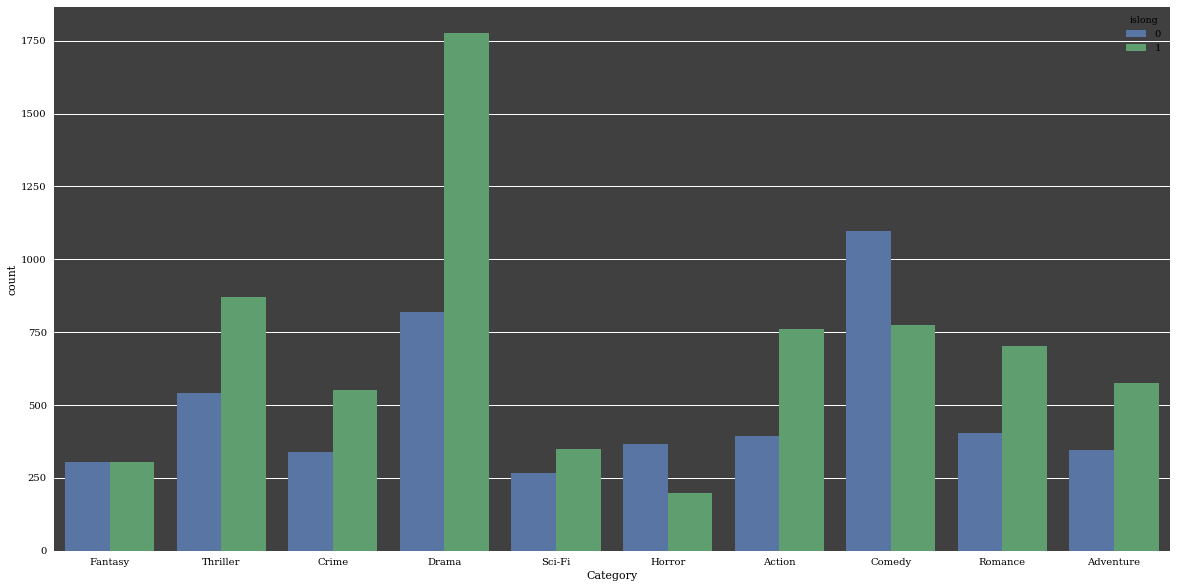 islong
0
1
1750
1500
1250
1000
750
500
250
0
count
Fantasy Thriller Crime Drama Sci-Fi Horror Action Comedy Romance Adventure
Category